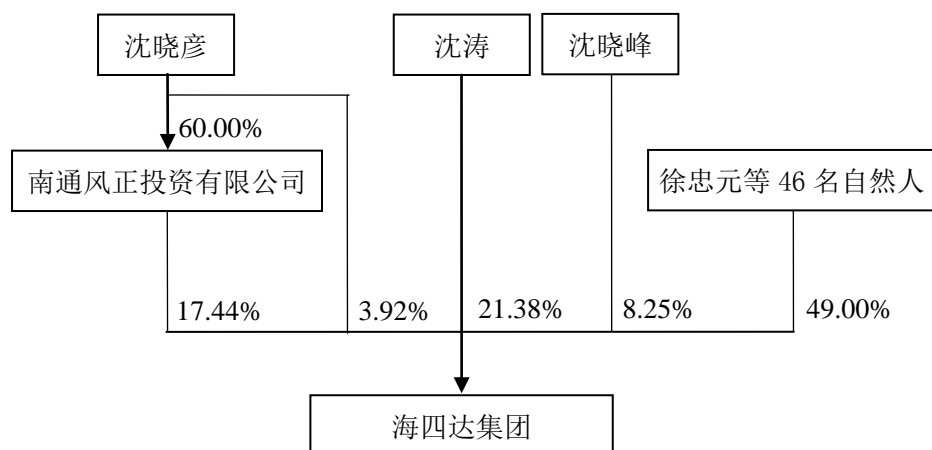 沈晓彦
沈涛
沈晓峰
60.00%
南通风正投资有限公司
徐忠元等 46 名自然人
17.44%
3.92%
21.38%
8.25%
49.00%
海四达集团